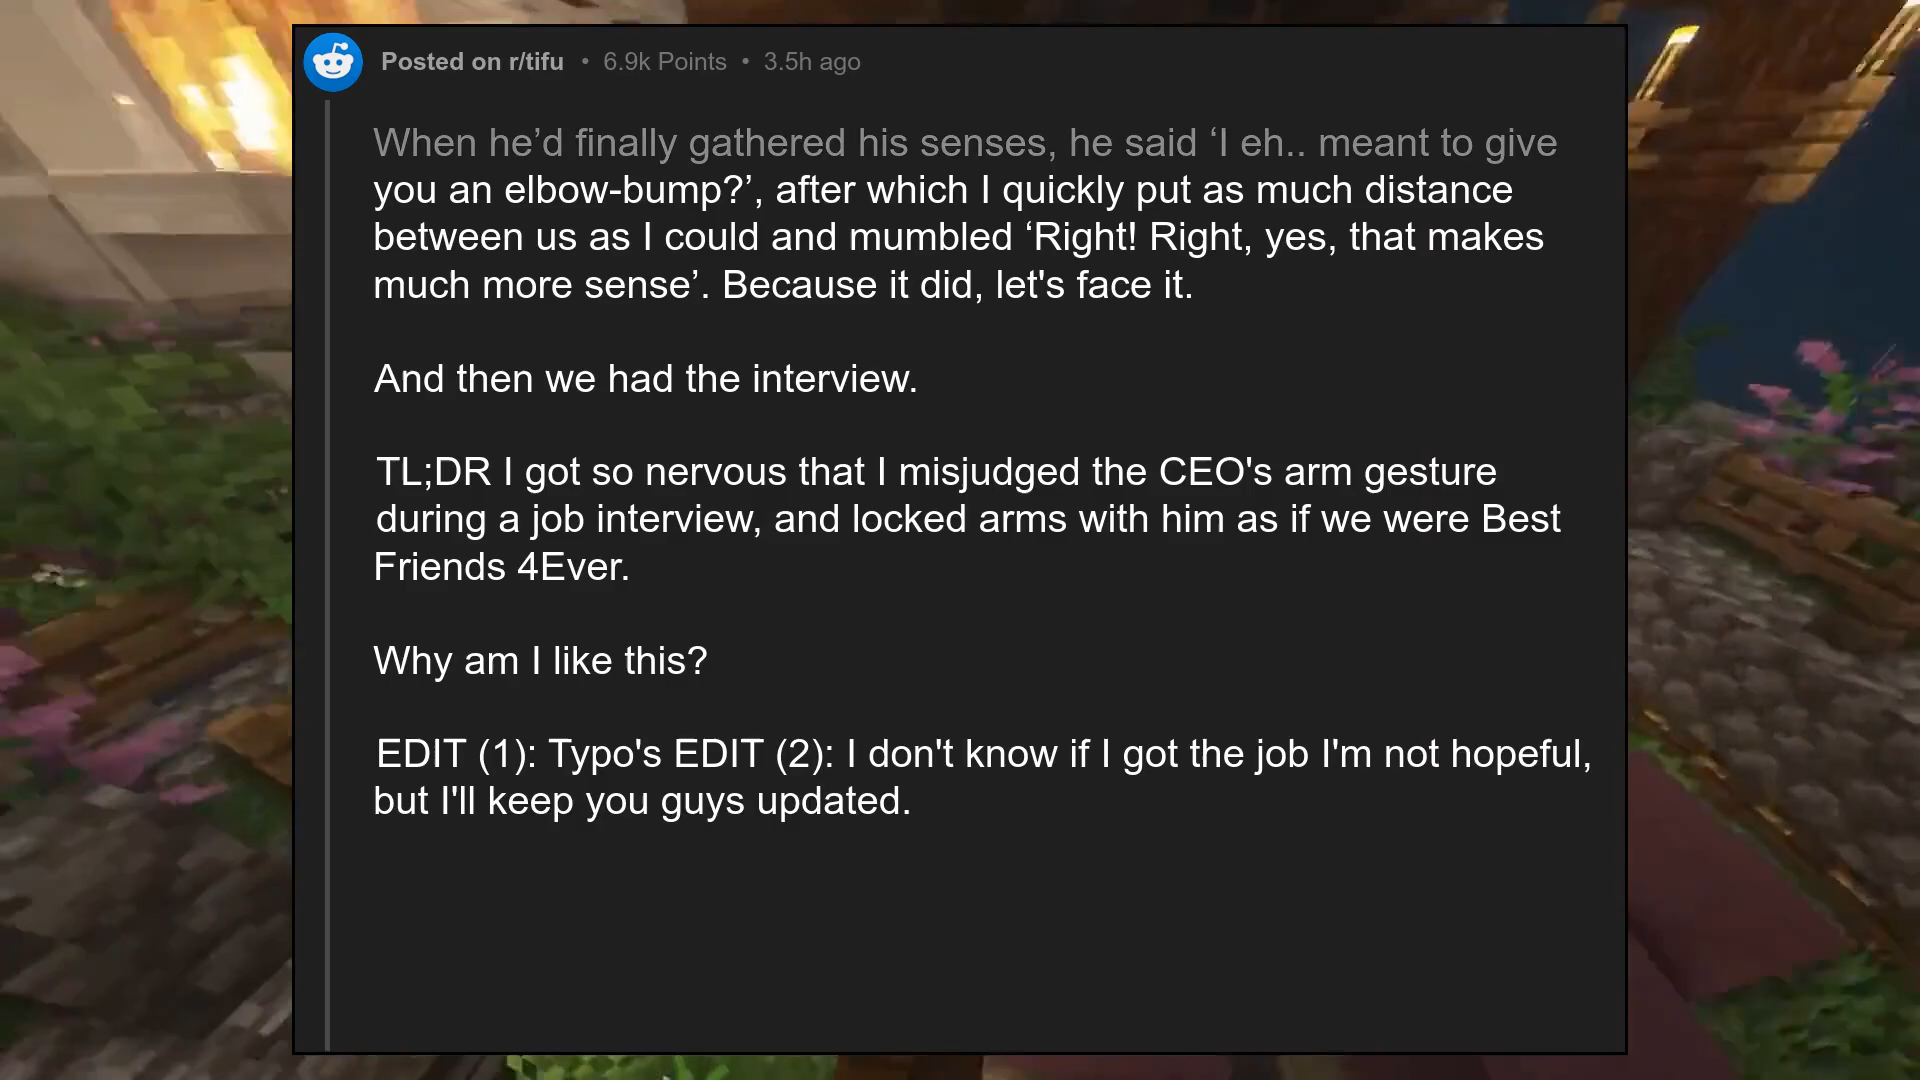 Posted on r/tifu • 6.9k Points • 3.5h ago
When he’d finally gathered his senses, he said ‘I eh.. meant to give
you an elbow-bump?’, after which I quickly put as much distance
between us as I could and mumbled ‘Right! Right, yes, that makes
much more sense’. Because it did, let's face it.
And then we had the interview.
TL;DR I got so nervous that I misjudged the CEO's arm gesture
during a job interview, and locked arms with him as if we were Best
Friends 4Ever.
Why am I like this?
EDIT (1): Typo's EDIT (2): I don't know if I got the job I'm not hopeful,
but I'll keep you guys updated.